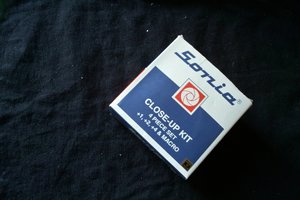 Sonia®
CLOSE-UP KIT
4 PIECE SET
+1, +2, +4 & MACRO